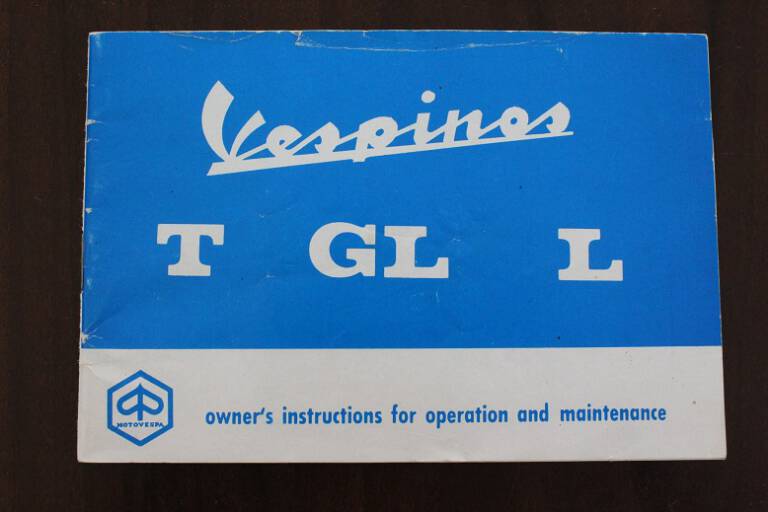 Vespinos
T GL L
MOTOVESPA
owner's instructions for operation and maintenance